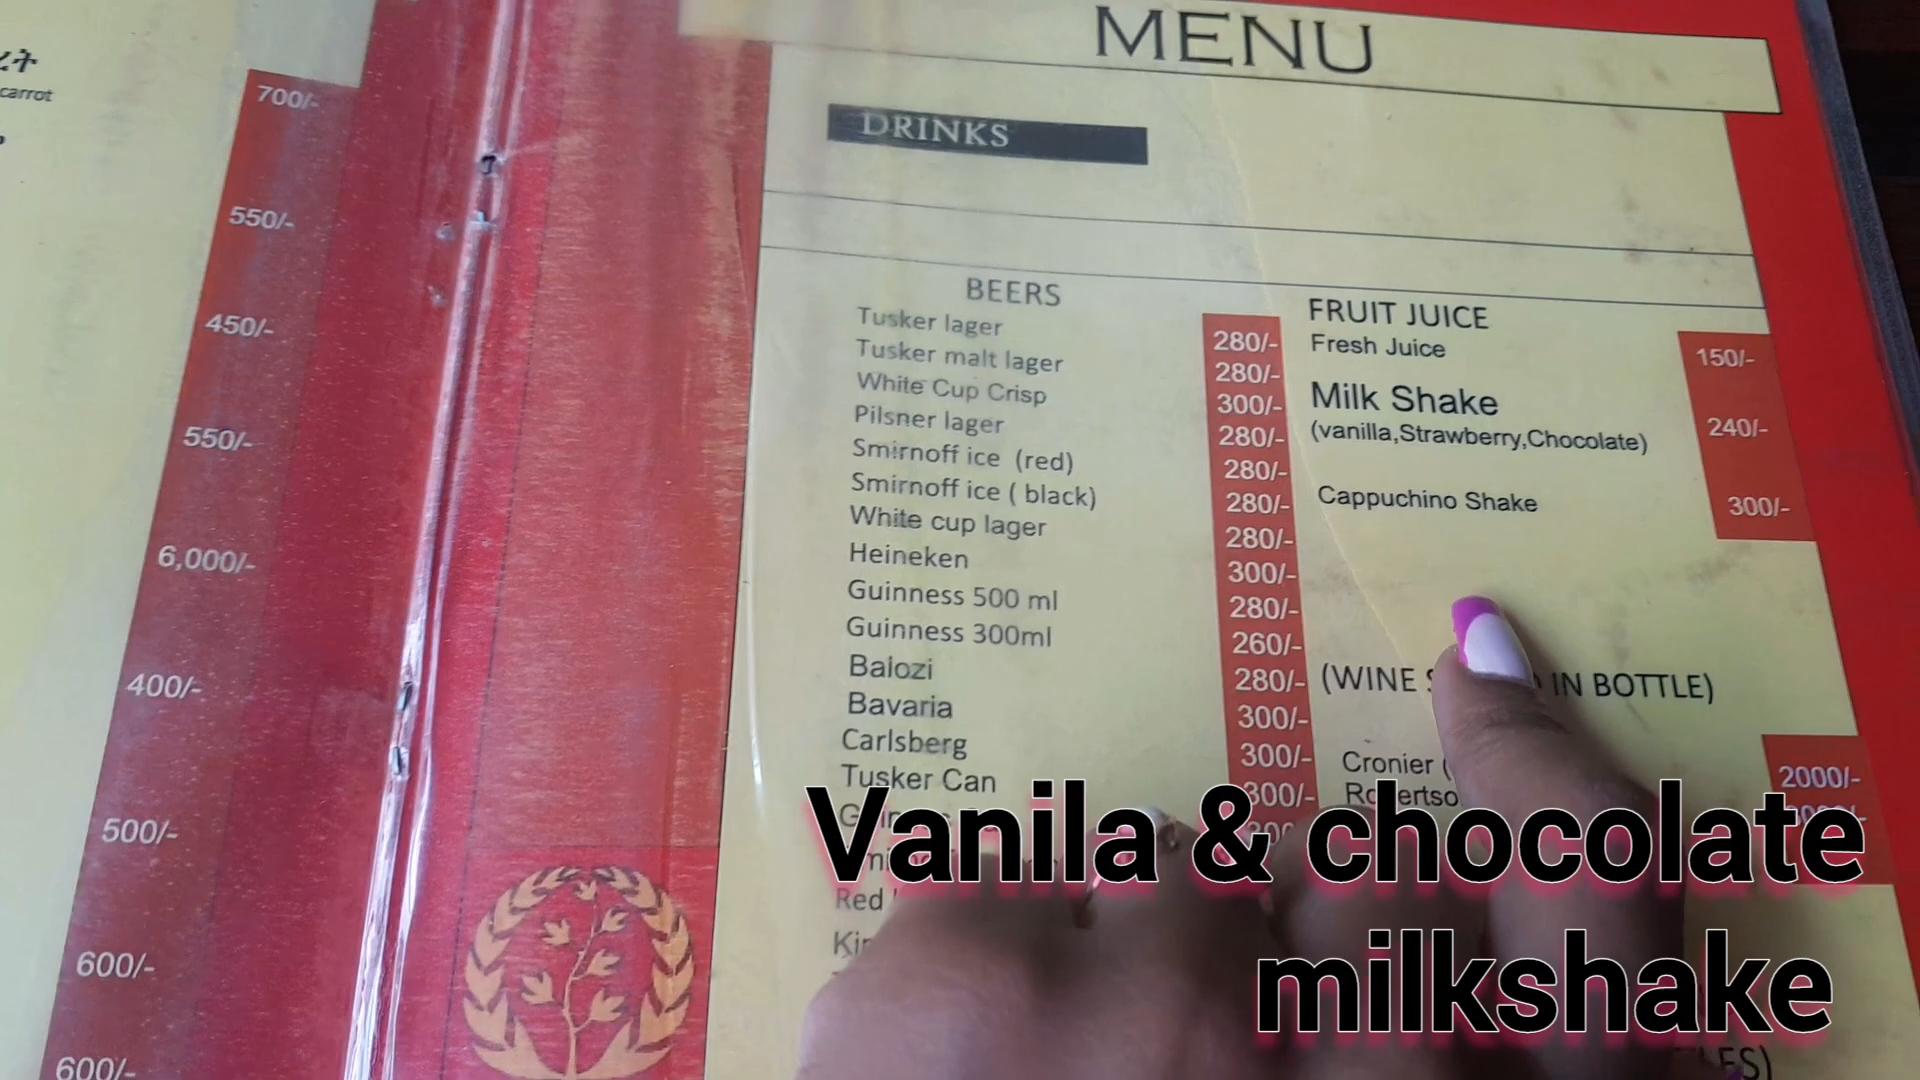 ረት
carrot
700/-
550/-
450/-
550/-
6,000/-
400/-
500/-
600/-
600/-
MENU
DRINKS
BEERS
Tusker lager 280/-
Tusker malt lager 280/-
White Cup Crisp 300/-
Pilsner lager 280/-
Smirnoff ice (red) 280/-
Smirnoff ice ( black) 280/-
White cup lager 280/-
Heineken 300/-
Guinness 500 ml 280/-
Guinness 300ml 260/-
Balozi 280/-
Bavaria 300/-
Carlsberg 300/-
Tusker Can 300/-
Red
FRUIT JUICE
Fresh Juice 150/-
Milk Shake 240/-
(vanilla,Strawberry,Chocolate)
Cappuchino Shake 300/-
(WINE IN BOTTLE)
Cronier 2000/-
Vanila & chocolate
milkshake